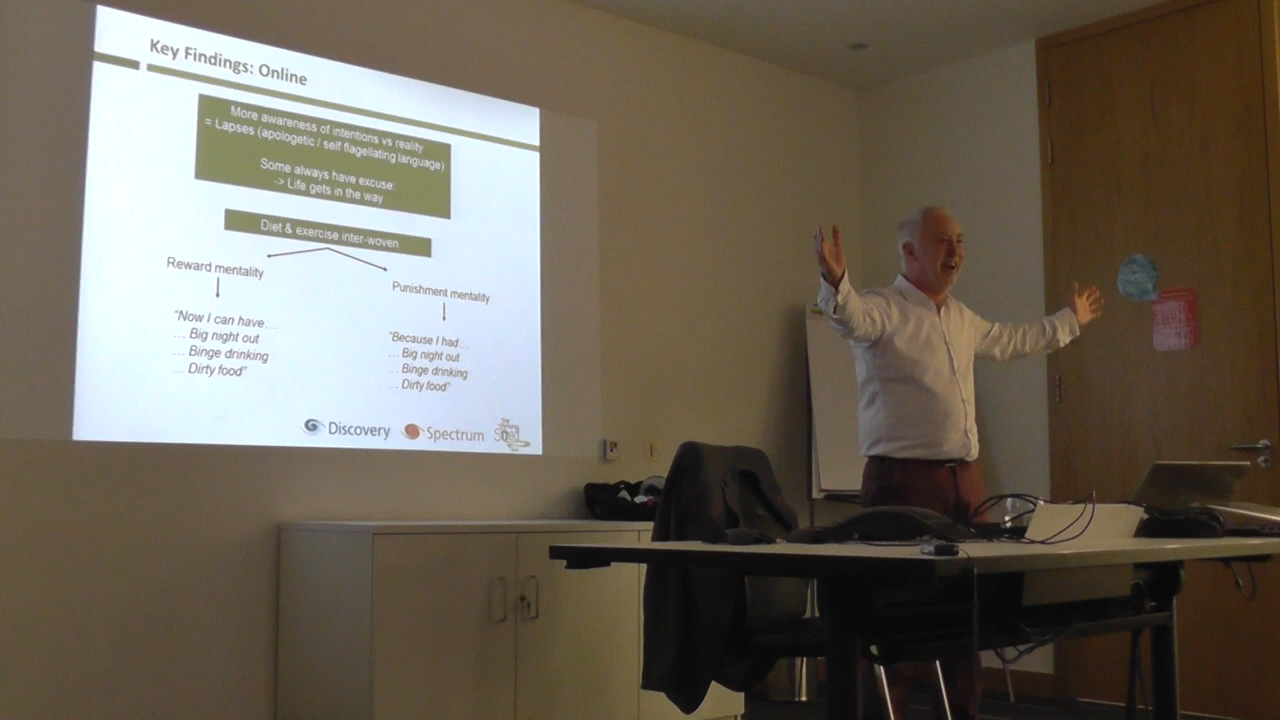 Key Findings: Online
More awareness of intentions vs reality
= Lapses (apologetic / self flagellating language)
Some always have excuse:
-> Life gets in the way
Diet & exercise inter-woven
Reward mentality
"Now I can have…
… Big night out
… Binge drinking
… Dirty food"
Punishment mentality
"Because I had…
… Big night out
… Binge drinking
… Dirty food"
Discovery
Spectrum